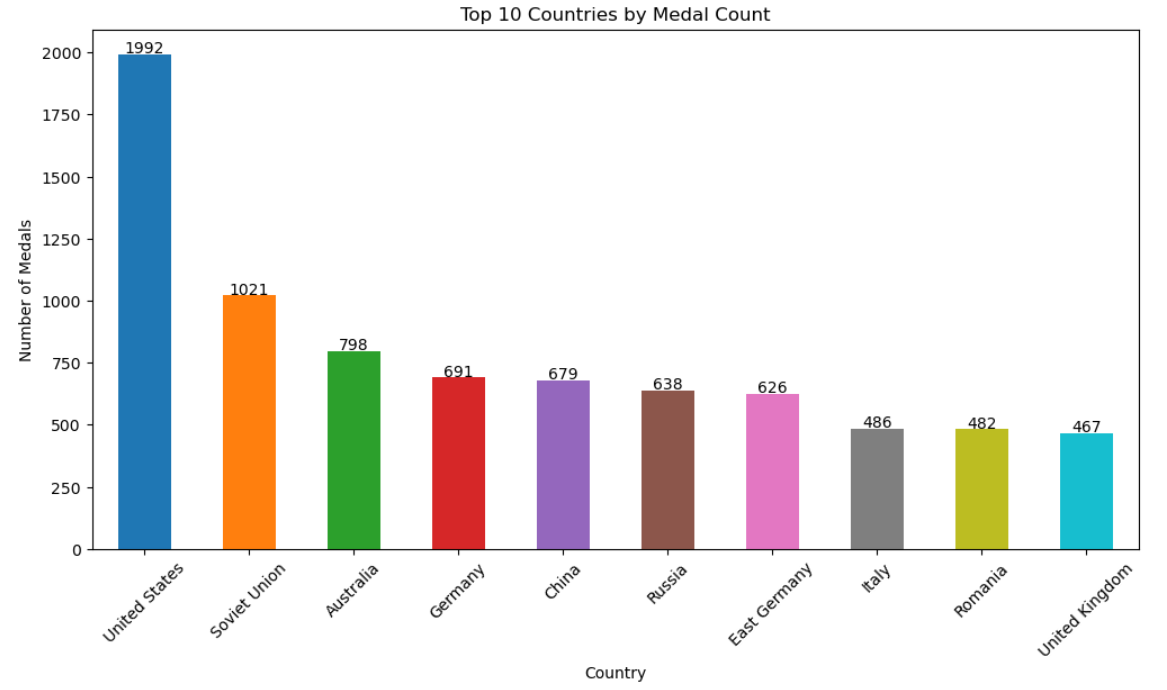 Top 10 Countries by Medal Count
Number of Medals
2000
1750
1500
1250
1000
750
500
250
0
1992
1021
798
691
679
638
626
486
482
467
United States
Soviet Union
Australia
Germany
China
Russia
East Germany
Italy
Romania
United Kingdom
Country